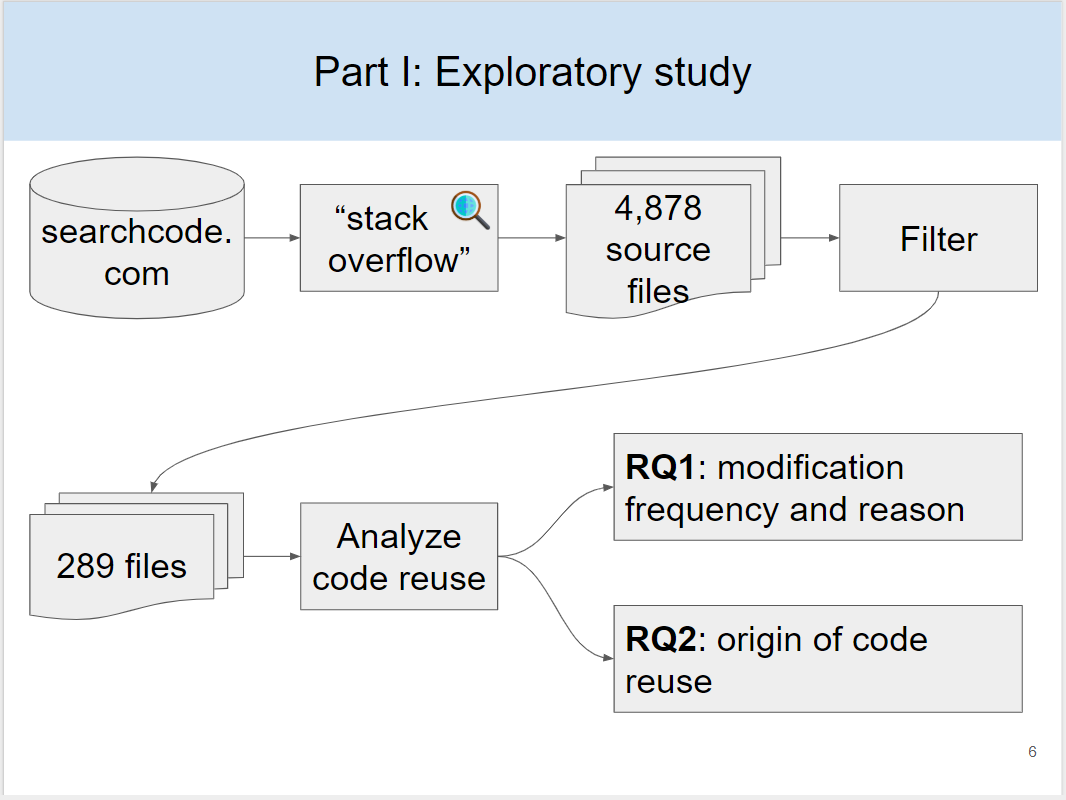 Part I: Exploratory study
searchcode.
com
“stack
overflow”
4,878
source
files
Filter
289 files
Analyze
code reuse
RQ1: modification
frequency and reason
RQ2: origin of code
reuse
6